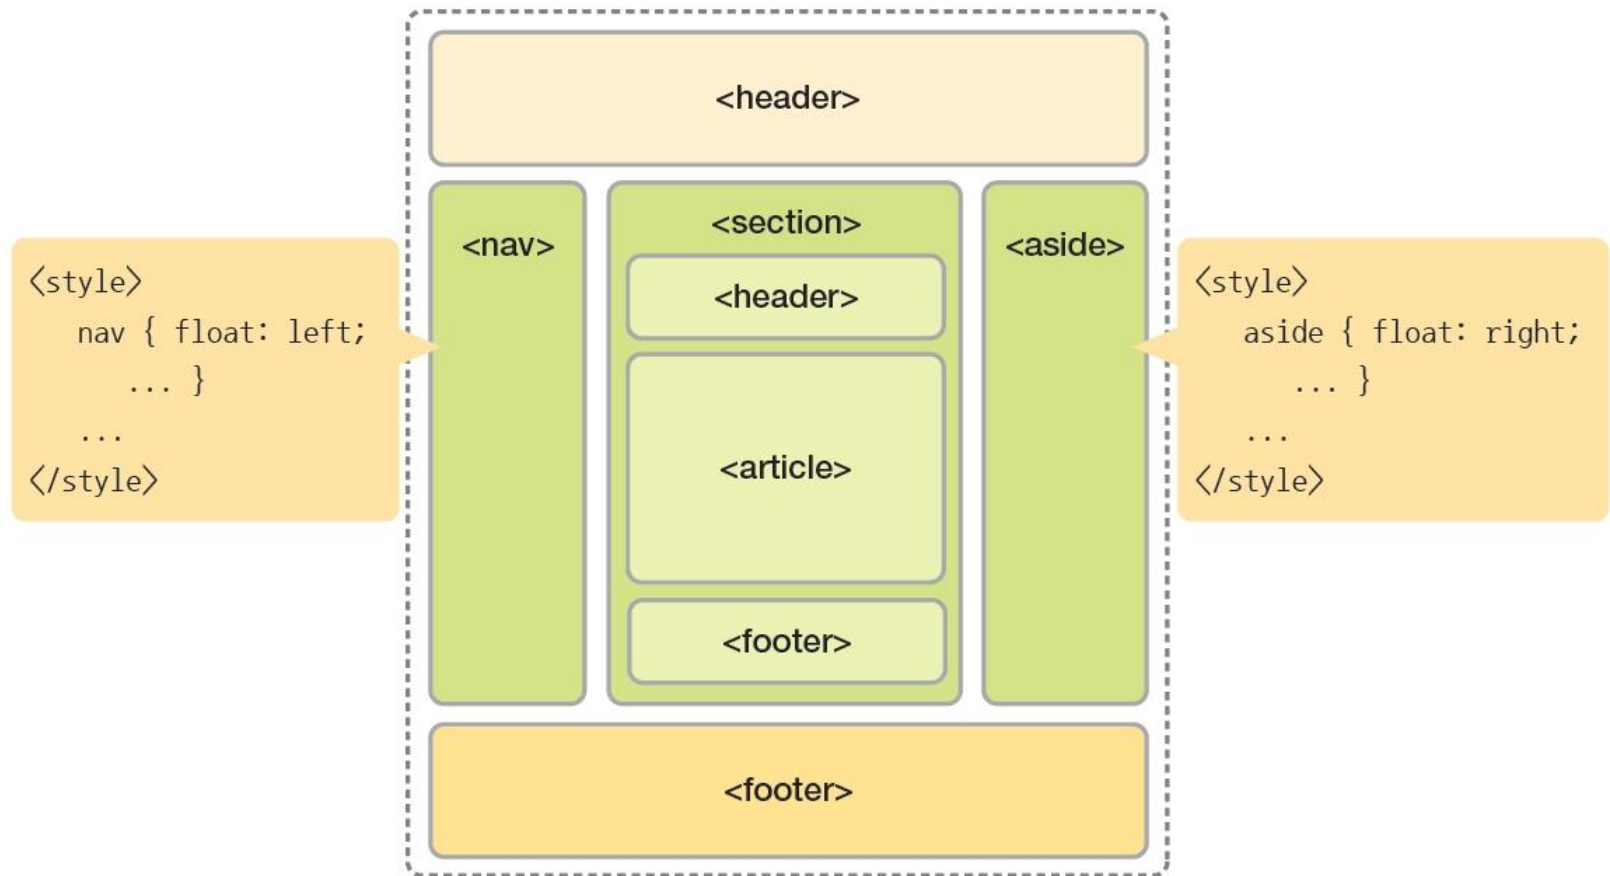 <header>
<nav>
<section>
<aside>
<header>
<article>
<footer>
<footer>
<style>
nav { float: left;
... }
...
</style>
<style>
aside { float: right;
... }
...
</style>